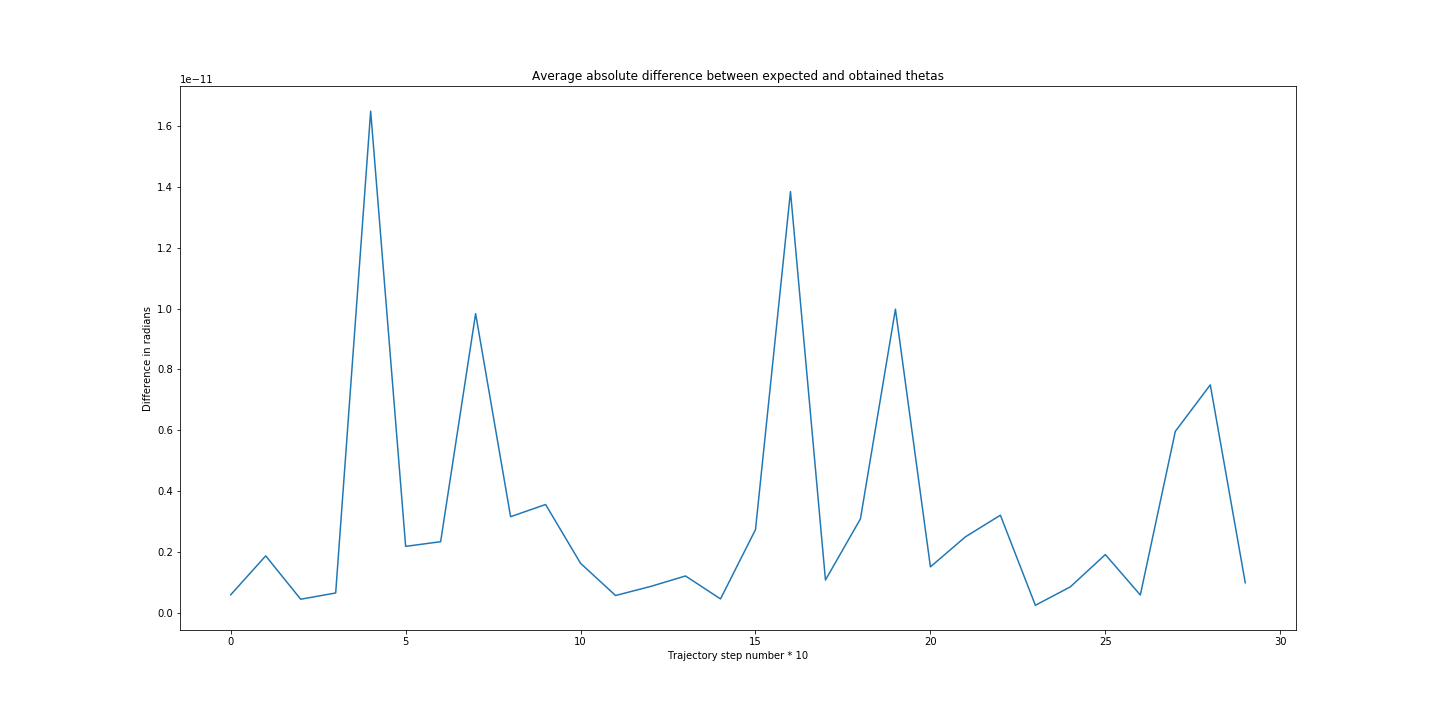 Average absolute difference between expected and obtained thetas
1e−11
1.6
1.4
1.2
1.0
0.8
0.6
0.4
0.2
0.0
Difference in radians
0 5 10 15 20 25 30
Trajectory step number * 10